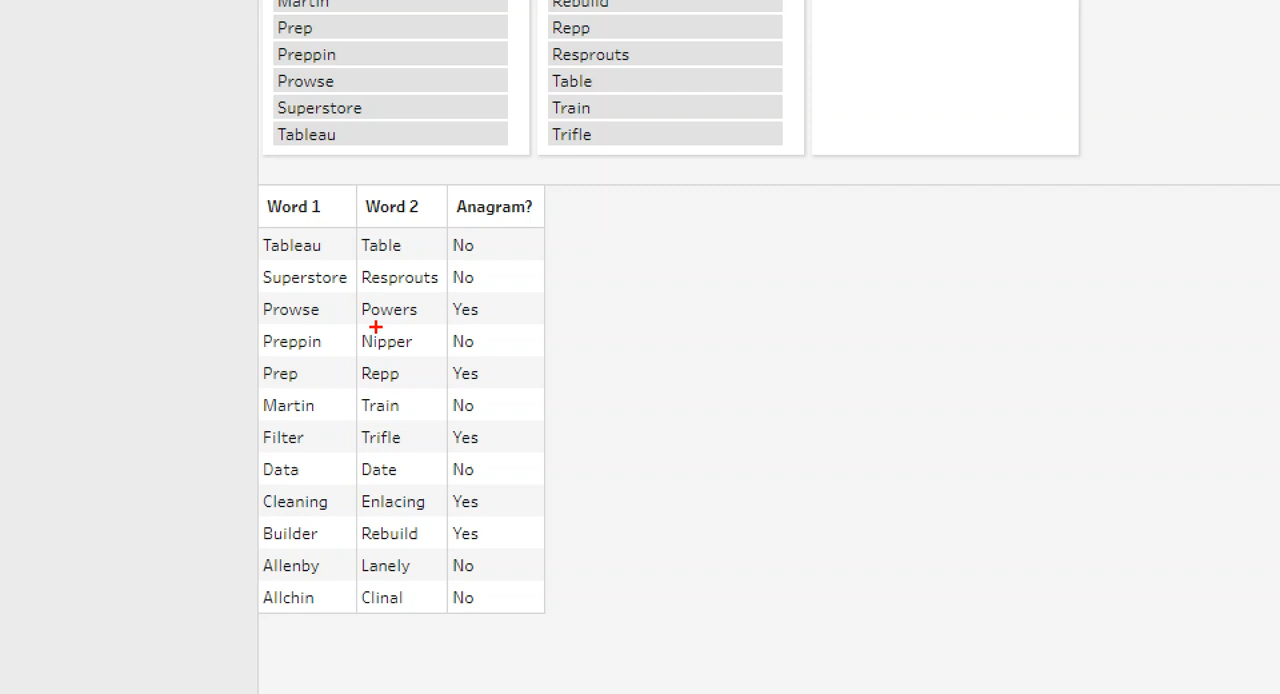 Martin Rebuild
Prep Repp
Preppin Resprouts
Prowse Table
Superstore Train
Tableau Trifle
Word 1 Word 2 Anagram?
Tableau Table No
Superstore Resprouts No
Prowse Powers Yes
Preppin Nipper No
Prep Repp Yes
Martin Train No
Filter Trifle Yes
Data Date No
Cleaning Enlacing Yes
Builder Rebuild Yes
Allenby Lanely No
Allchin Clinal No